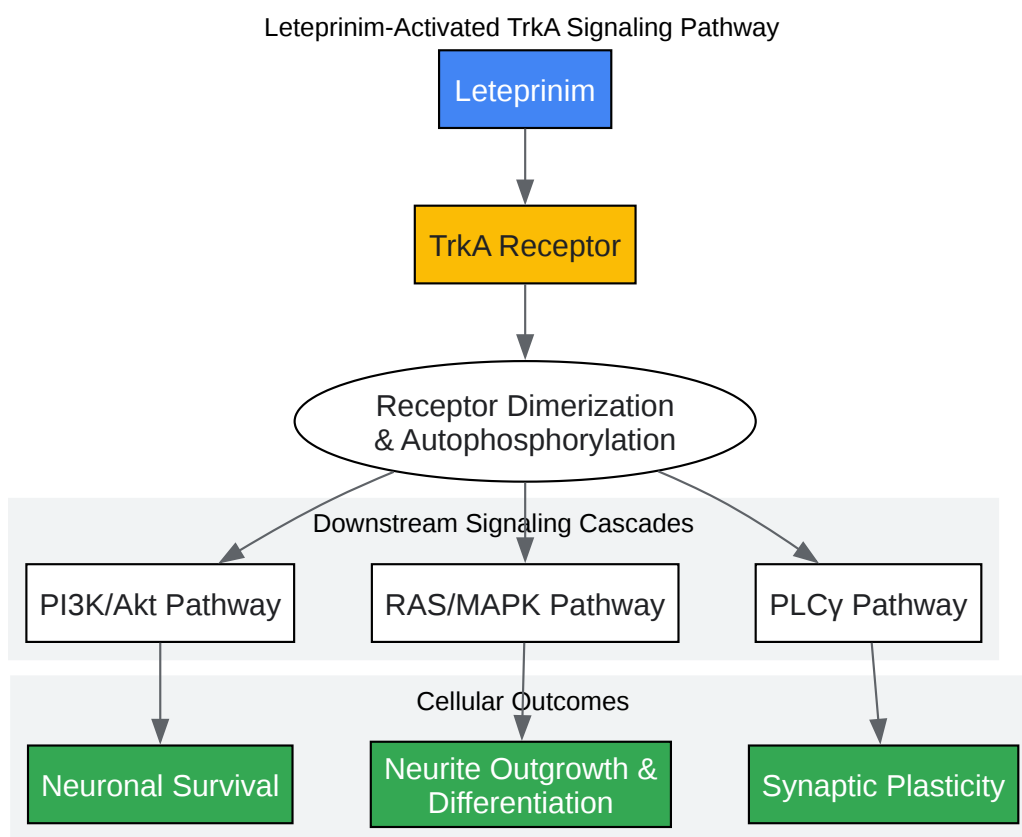 Leteprinim-Activated TrkA Signaling Pathway
Leteprinim
TrkA Receptor
Receptor Dimerization
& Autophosphorylation
Downstream Signaling Cascades
PI3K/Akt Pathway
RAS/MAPK Pathway
PLCγ Pathway
Cellular Outcomes
Neuronal Survival
Neurite Outgrowth &
Differentiation
Synaptic Plasticity